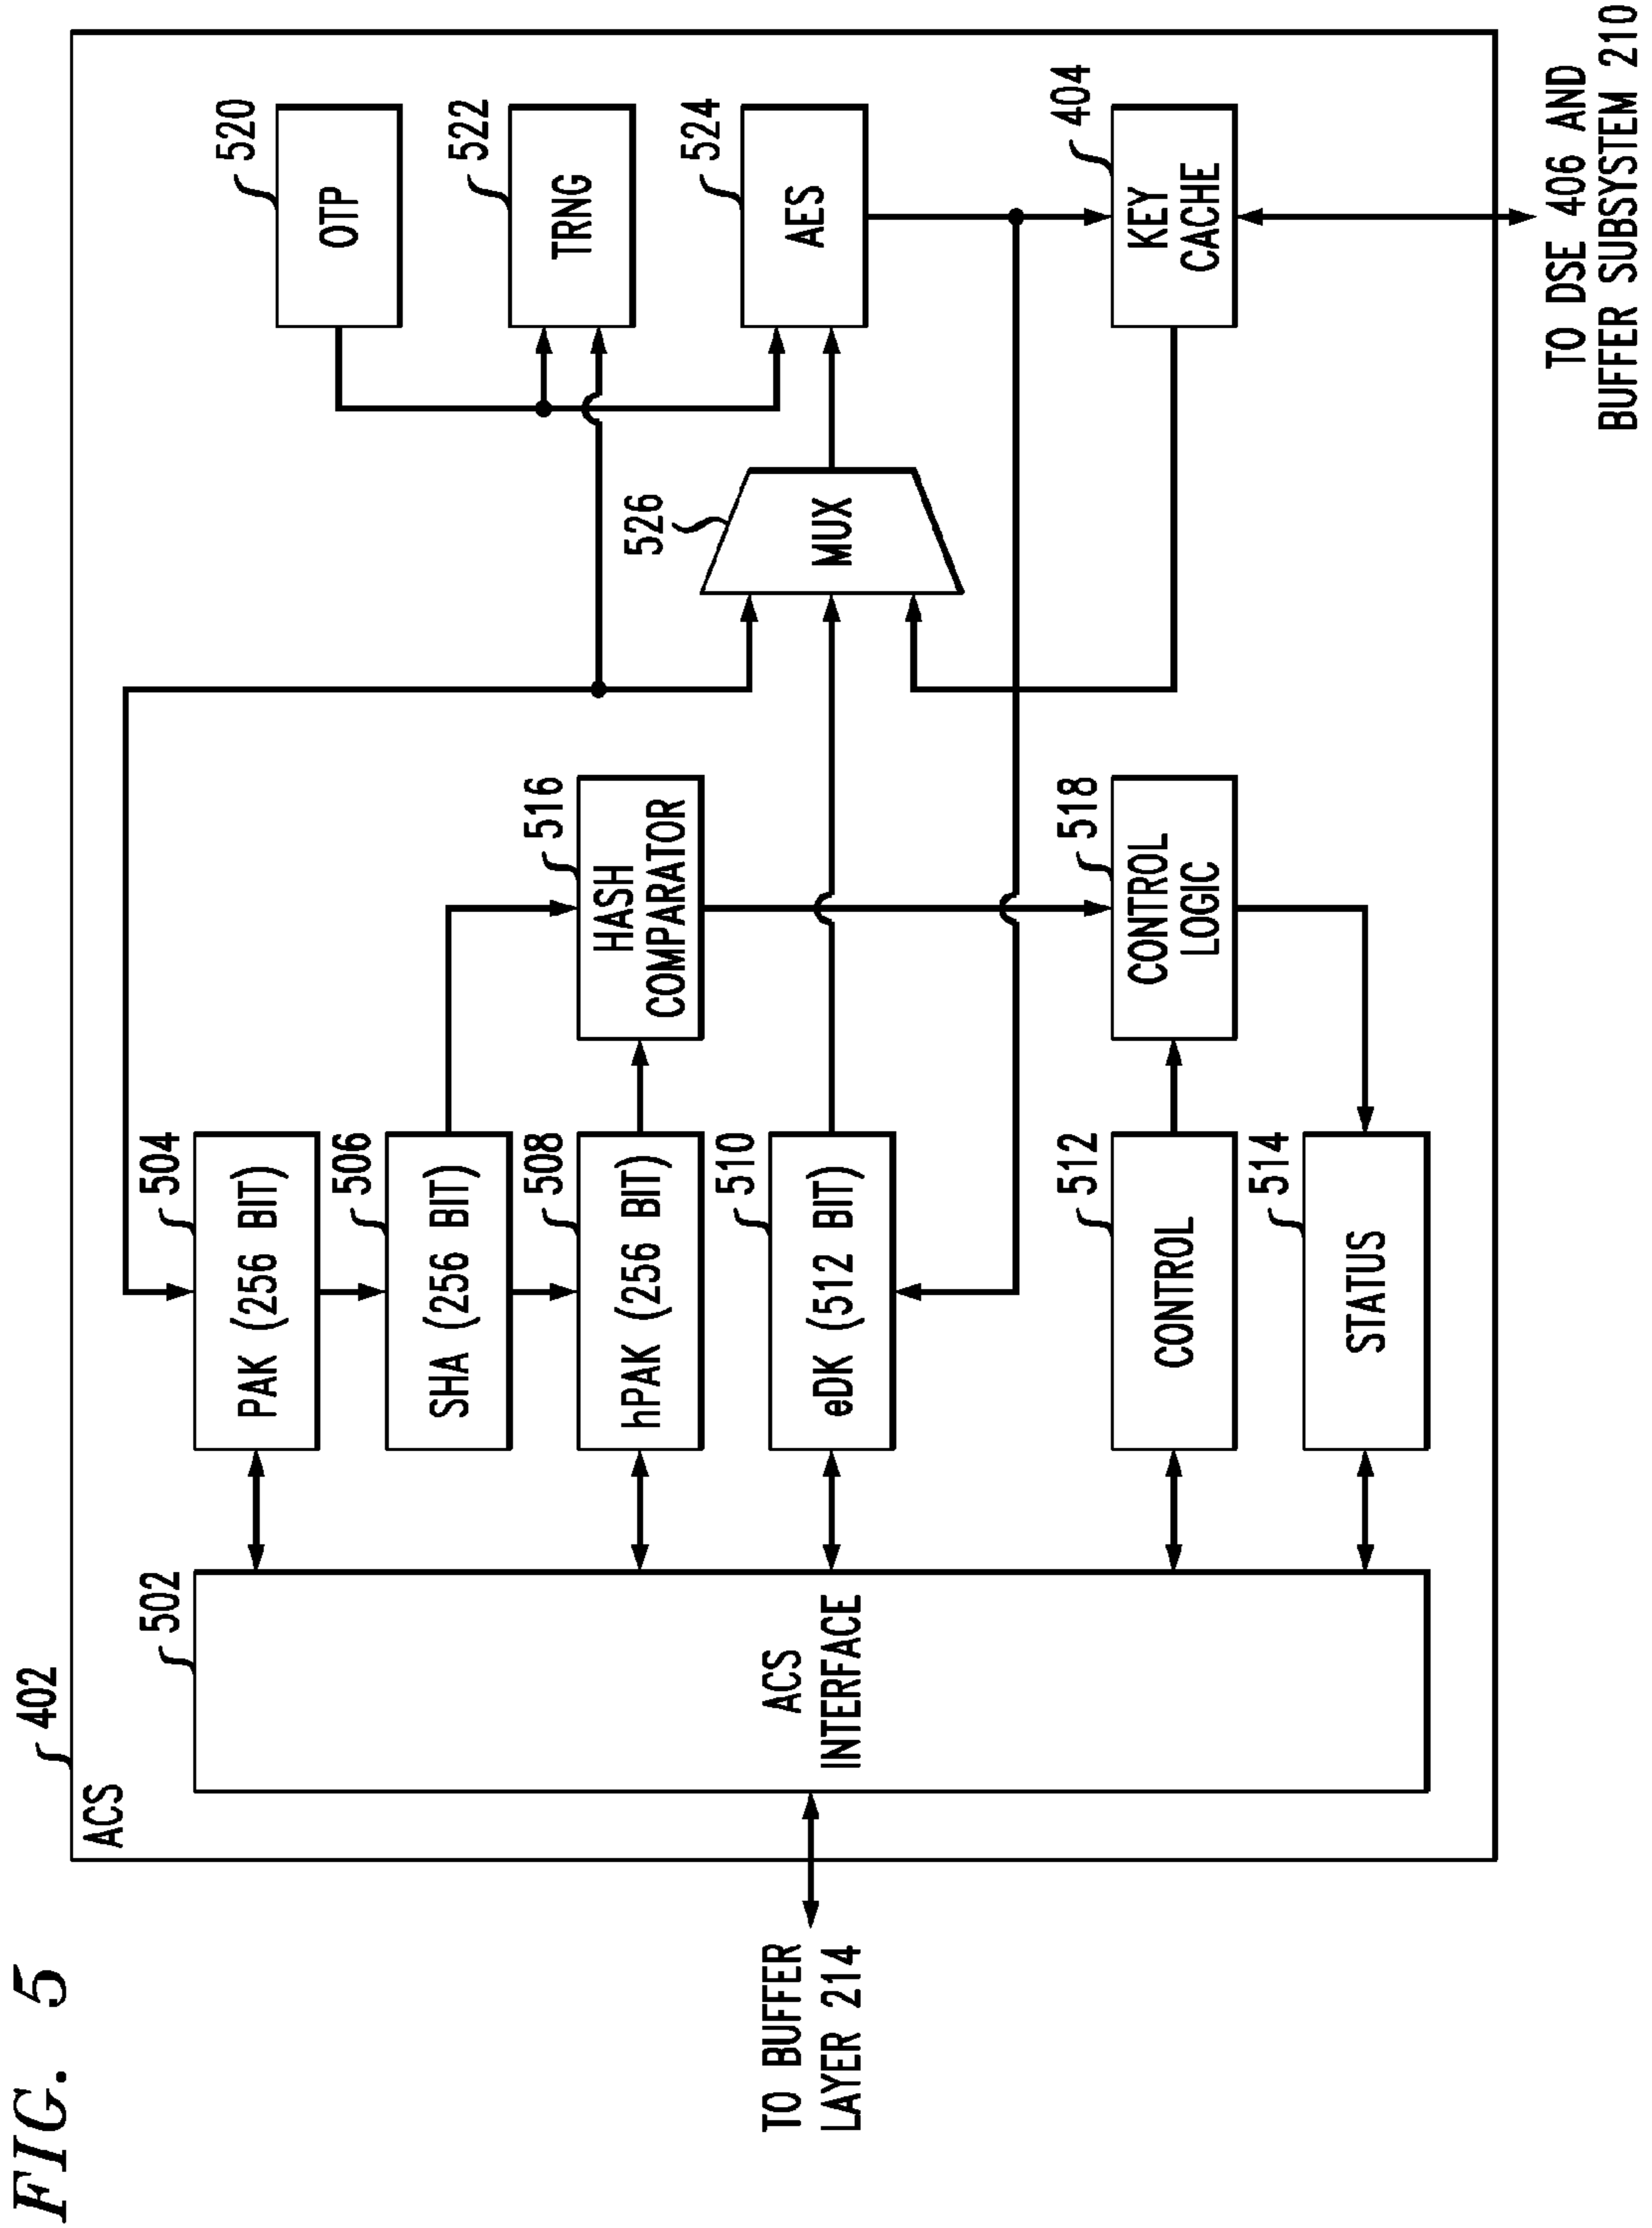 FIG. 5
402
ACS
TO BUFFER
LAYER 214
502
ACS
INTERFACE
504
PAK (256 BIT)
506
SHA (256 BIT)
508
hPAK (256 BIT)
510
eDK (512 BIT)
512
CONTROL
514
STATUS
516
HASH
COMPARATOR
518
CONTROL
LOGIC
526
MUX
520
OTP
522
TRNG
524
AES
404
KEY
CACHE
TO DSE 406 AND
BUFFER SUBSYSTEM 210